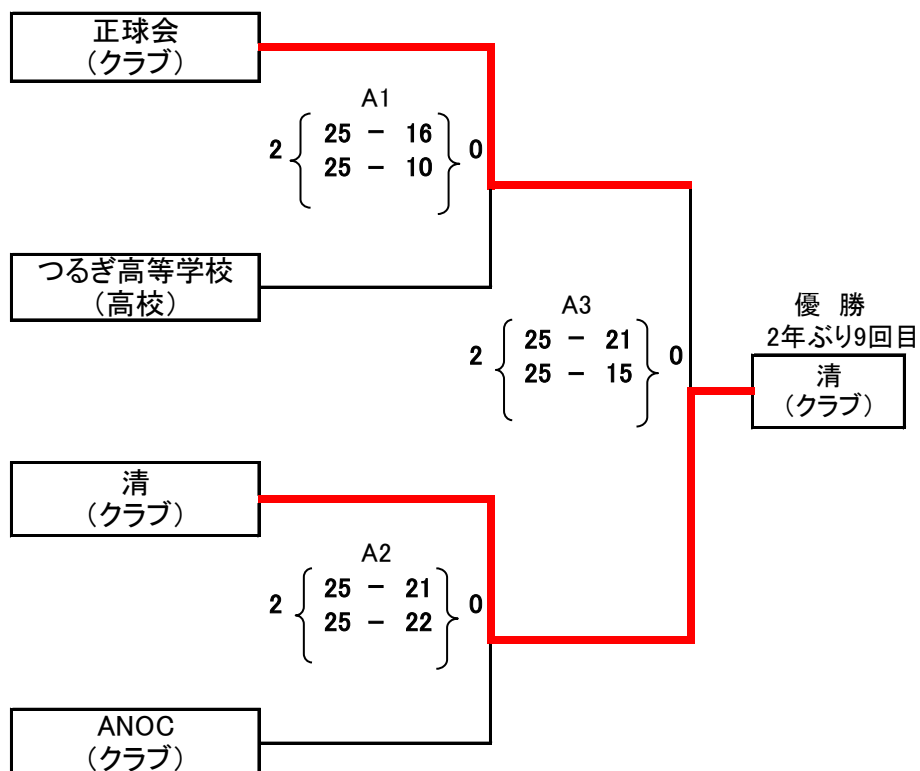 正球会
（クラブ）
A1
2 25 － 16 0
25 － 10
つるぎ高等学校
（高校）
A3
2 25 － 21 0
25 － 15
優 勝
2年ぶり9回目
清
（クラブ）
清
（クラブ）
A2
2 25 － 21 0
25 － 22
ANOC
（クラブ）